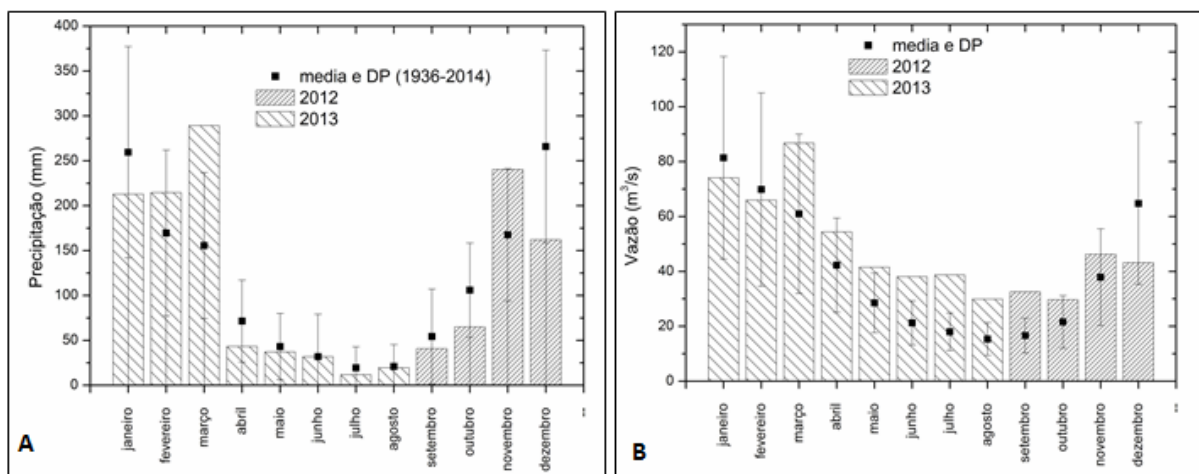 400
350
300
250
200
150
100
50
0
Precipitação (mm)
media e DP (1936-2014)
2012
2013
janeiro
fevereiro
março
abril
maio
junho
julho
agosto
setembro
outubro
novembro
dezembro
--
A
120
100
80
60
40
20
0
Vazão (m³/s)
media e DP
2012
2013
janeiro
fevereiro
março
abril
maio
junho
julho
agosto
setembro
outubro
novembro
dezembro
--
B